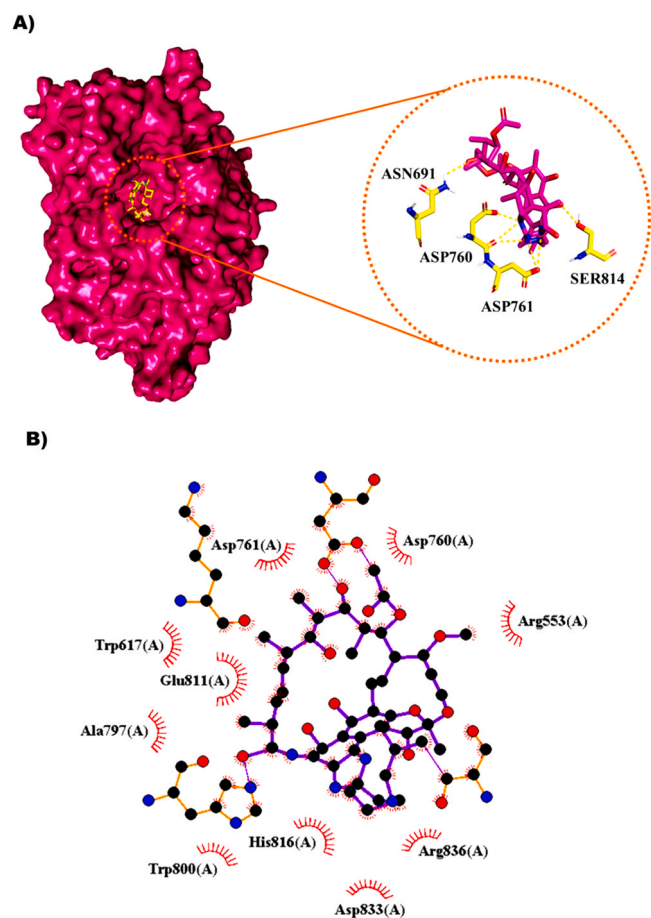 A)
ASN691
ASP760
ASP761
SER814
B)
Asp761(A)
Asp760(A)
Arg553(A)
Trp617(A)
Glu811(A)
Ala797(A)
His816(A)
Trp800(A)
Arg836(A)
Asp833(A)